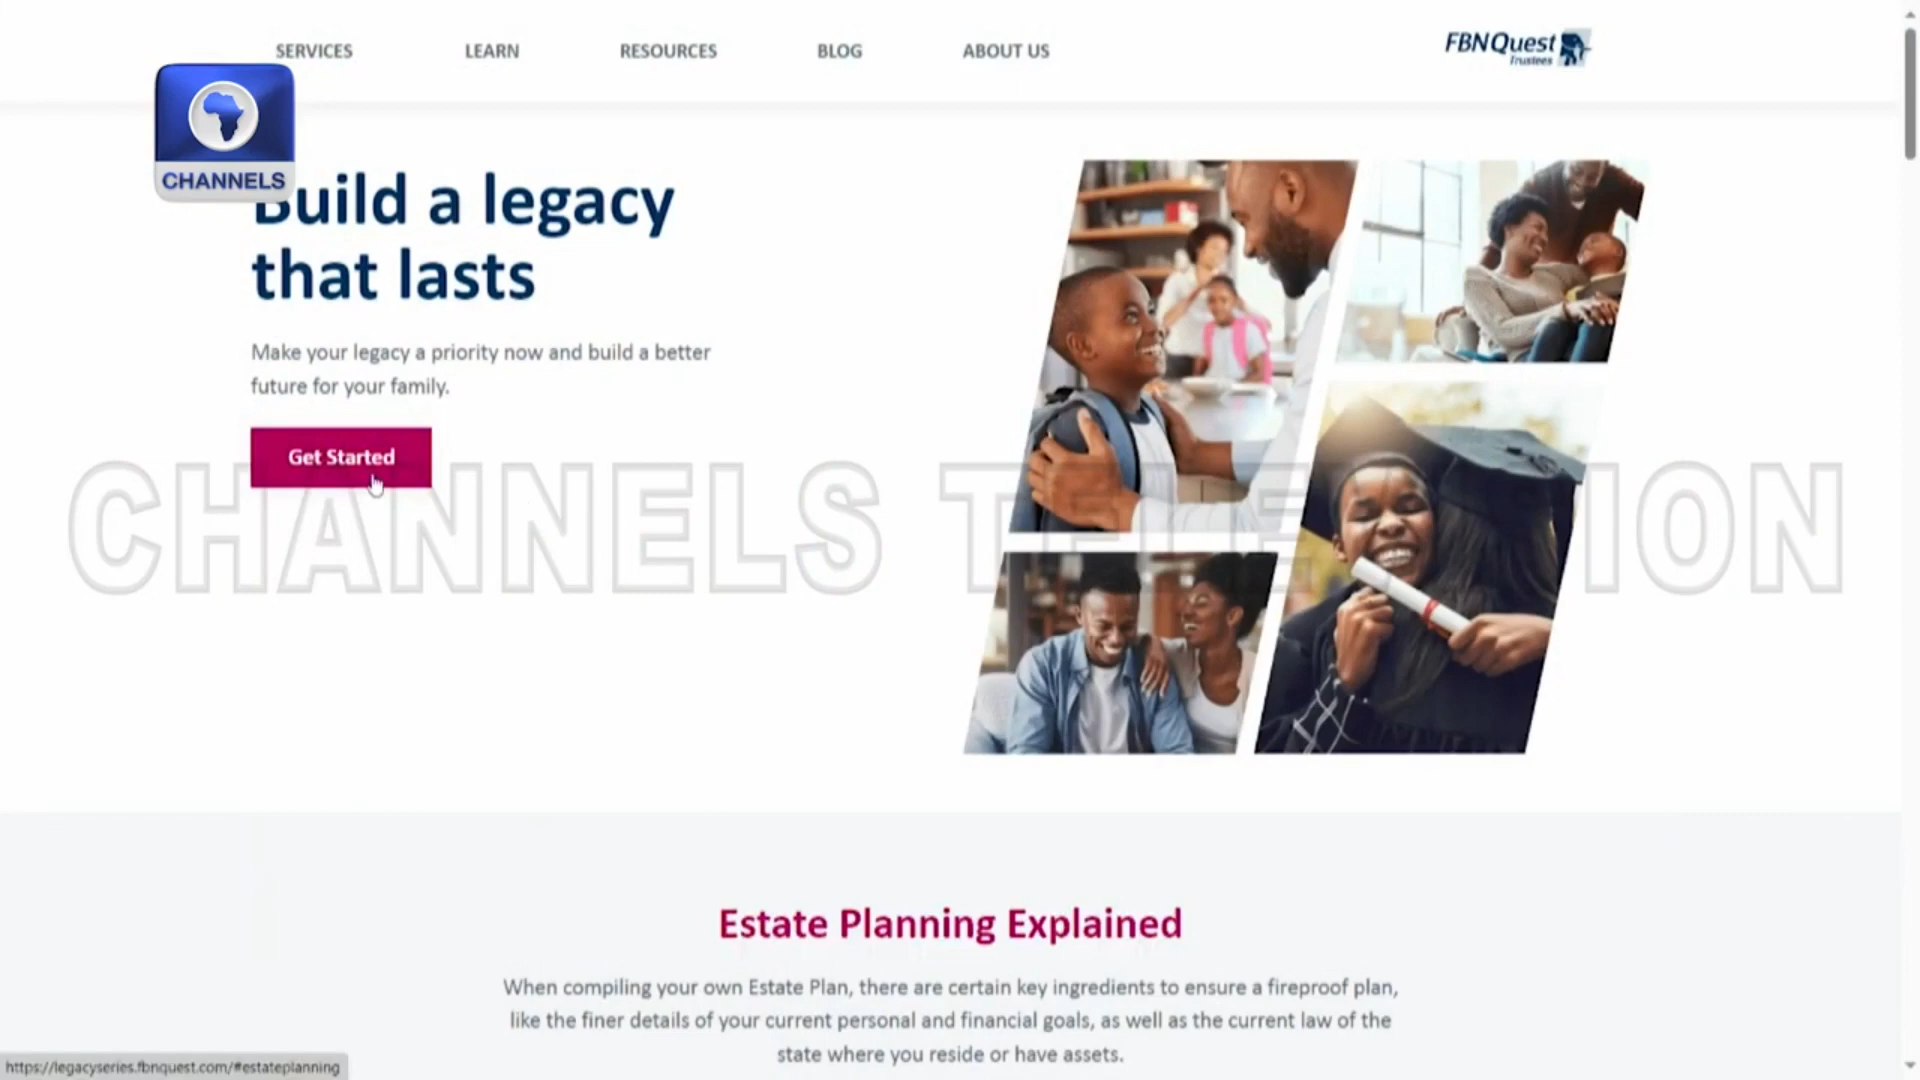 SERVICES
LEARN
RESOURCES
BLOG
ABOUT US
FBNQuest
Trustees
CHANNELS
Build a legacy
that lasts
Make your legacy a priority now and build a better
future for your family.
Get Started
CHANNELS TELEVISION
Estate Planning Explained
When compiling your own Estate Plan, there are certain key ingredients to ensure a fireproof plan,
like the finer details of your current personal and financial goals, as well as the current law of the
state where you reside or have assets.
https://legacyseries.fbnquest.com/#estateplanning